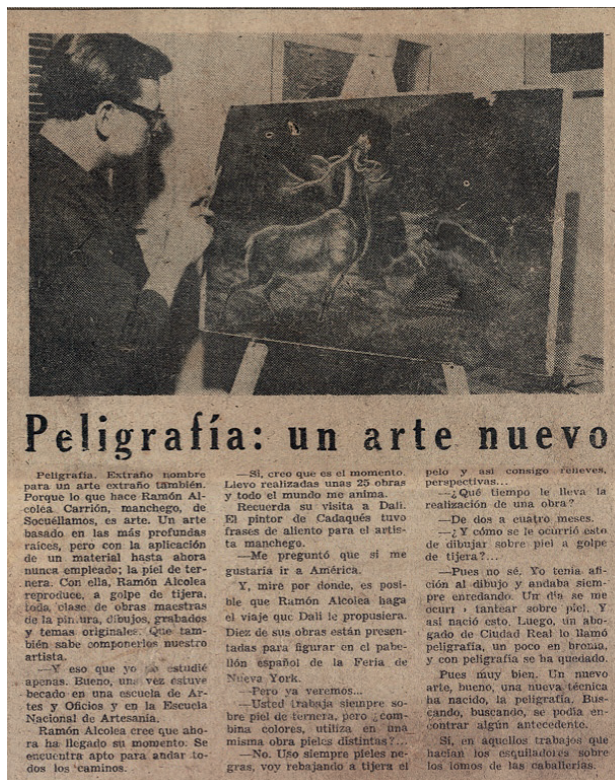 Peligrafía: un arte nuevo
Peligrafía. Extraño nombre
para un arte extraño también.
Porque lo que hace Ramón Al-
colea Carrión, manchego, de
Socuéllamos, es arte. Un arte
basado en las más profundas
raíces, pero con la aplicación
de un material hasta ahora
nunca empleado; la piel de ter-
nera. Con ella, Ramón Alcolea
reproduce, a golpe de tijera,
toda clase de obras maestras
de la pintura, dibujos, grabados
y temas originales. Que tam-
bién sabe componerlos nuestro
artista.
—Y eso que yo no estudié
apenas. Bueno, una vez estuve
becado en una escuela de Ar-
tes y Oficios y en la Escuela
Nacional de Artesanía.
Ramón Alcolea cree que aho-
ra ha llegado su momento. Se
encuentra apto para andar to-
dos los caminos.
—Sí, creo que es el momento.
Llevo realizadas unas 25 obras
y todo el mundo me anima.
Recuerda su visita a Dalí.
El pintor de Cadaqués tuvo
frases de aliento para el artis-
ta manchego.
—Me preguntó que si me
gustaría ir a América.
Y, mire por donde, es posi-
ble que Ramón Alcolea haga
el viaje que Dalí le propusiera.
Diez de sus obras están presen-
tadas para figurar en el pabe-
llón español de la Feria de
Nueva York.
—Pero ya veremos...
—Usted trabaja siempre so-
bre piel de ternera, pero ¿com-
bina colores, utiliza en una
misma obra pieles distintas?...
—No. Uso siempre pieles ne-
gras, voy rebajando a tijera el
pelo y así consigo relieves,
perspectivas...
—¿Qué tiempo le lleva la
realización de una obra?
—De dos a cuatro meses.
—¿Y cómo se le ocurrió esto
de dibujar sobre piel a golpe
de tijera?...
—Pues no sé. Yo tenía afi-
ción al dibujo y andaba siem-
pre enredando. Un día se me
ocurrió tantear sobre piel. Y
así nació esto. Luego, un abo-
gado de Ciudad Real lo llamó
peligrafía, un poco en broma,
y con peligrafía se ha quedado.
Pues muy bien. Un nuevo
arte, bueno, una nueva técnica
ha nacido, la peligrafía. Bus-
cando, buscando, se podía en-
contrar algún antecedente.
Sí, en aquellos trabajos que
hacían los esquiladores sobre
los lomos de las caballerías.